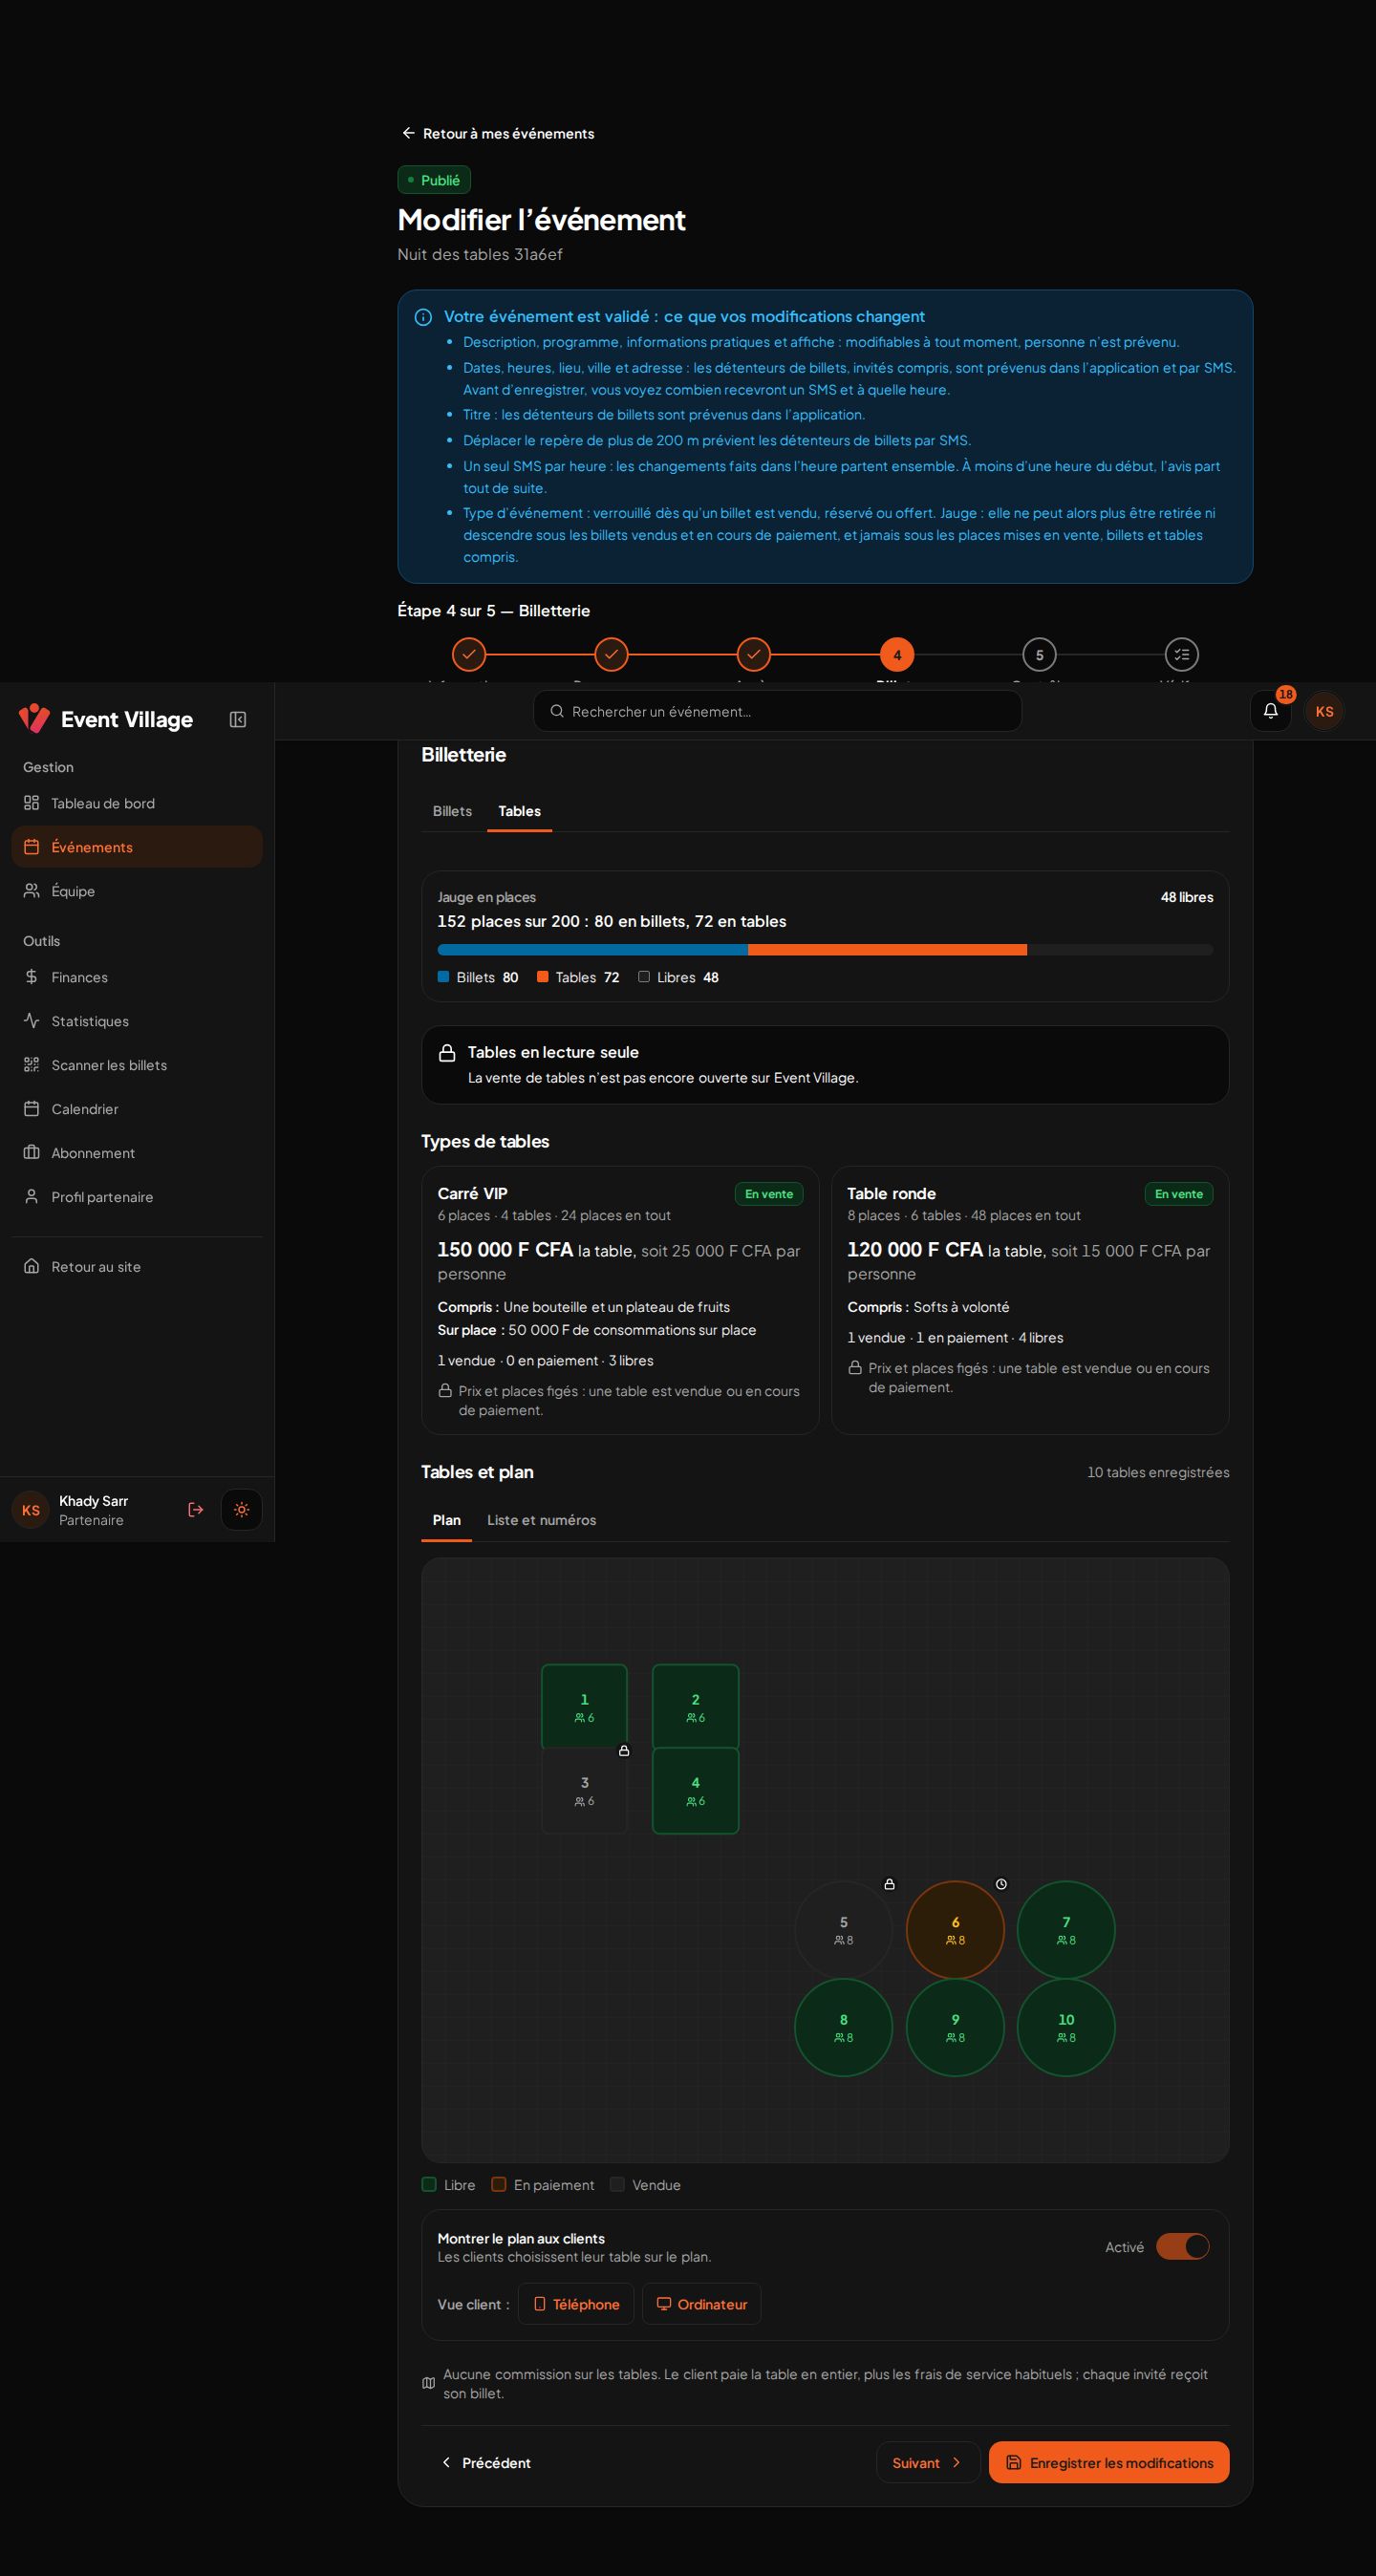 Retour à mes événements
Publié
Modifier l’événement
Nuit des tables 31a6ef
Votre événement est validé : ce que vos modifications changent
Description, programme, informations pratiques et affiche : modifiables à tout moment, personne n’est prévenu.
Dates, heures, lieu, ville et adresse : les détenteurs de billets, invités compris, sont prévenus dans l’application et par SMS.
Avant d’enregistrer, vous voyez combien recevront un SMS et à quelle heure.
Titre : les détenteurs de billets sont prévenus dans l’application.
Déplacer le repère de plus de 200 m prévient les détenteurs de billets par SMS.
Un seul SMS par heure : les changements faits dans l’heure partent ensemble. À moins d’une heure du début, l’avis part
tout de suite.
Type d’événement : verrouillé dès qu’un billet est vendu, réservé ou offert. Jauge : elle ne peut alors plus être retirée ni
descendre sous les billets vendus et en cours de paiement, et jamais sous les places mises en vente, billets et tables
compris.
Étape 4 sur 5 — Billetterie
4
5
Event Village
Rechercher un événement…
18
KS
Gestion
Tableau de bord
Événements
Équipe
Outils
Finances
Statistiques
Scanner les billets
Calendrier
Abonnement
Profil partenaire
Retour au site
KS
Khady Sarr
Partenaire
Billetterie
Billets
Tables
Jauge en places
48 libres
152 places sur 200 : 80 en billets, 72 en tables
Billets 80
Tables 72
Libres 48
Tables en lecture seule
La vente de tables n’est pas encore ouverte sur Event Village.
Types de tables
Carré VIP
En vente
6 places · 4 tables · 24 places en tout
150 000 F CFA la table, soit 25 000 F CFA par
personne
Compris : Une bouteille et un plateau de fruits
Sur place : 50 000 F de consommations sur place
1 vendue · 0 en paiement · 3 libres
Prix et places figés : une table est vendue ou en cours
de paiement.
Table ronde
En vente
8 places · 6 tables · 48 places en tout
120 000 F CFA la table, soit 15 000 F CFA par
personne
Compris : Softs à volonté
1 vendue · 1 en paiement · 4 libres
Prix et places figés : une table est vendue ou en cours
de paiement.
Tables et plan
10 tables enregistrées
Plan
Liste et numéros
1
6
2
6
3
6
4
6
5
8
6
8
7
8
8
8
9
8
10
8
Libre
En paiement
Vendue
Montrer le plan aux clients
Les clients choisissent leur table sur le plan.
Activé
Vue client :
Téléphone
Ordinateur
Aucune commission sur les tables. Le client paie la table en entier, plus les frais de service habituels ; chaque invité reçoit
son billet.
Précédent
Suivant
Enregistrer les modifications